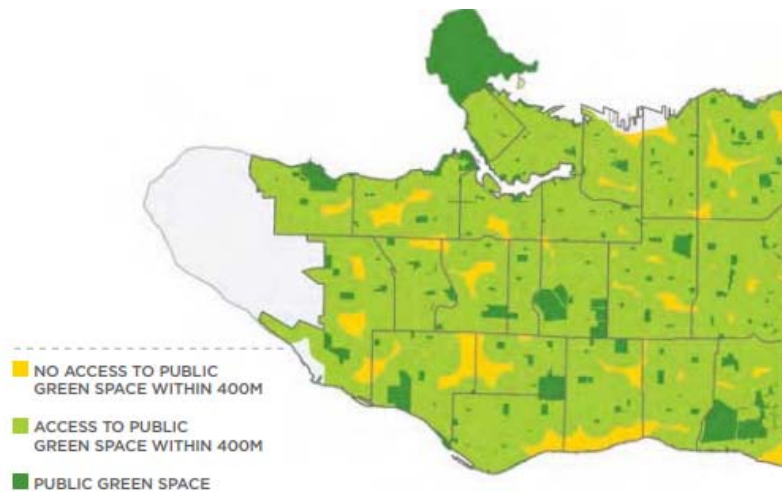 NO ACCESS TO PUBLIC
GREEN SPACE WITHIN 400M
ACCESS TO PUBLIC
GREEN SPACE WITHIN 400M
PUBLIC GREEN SPACE